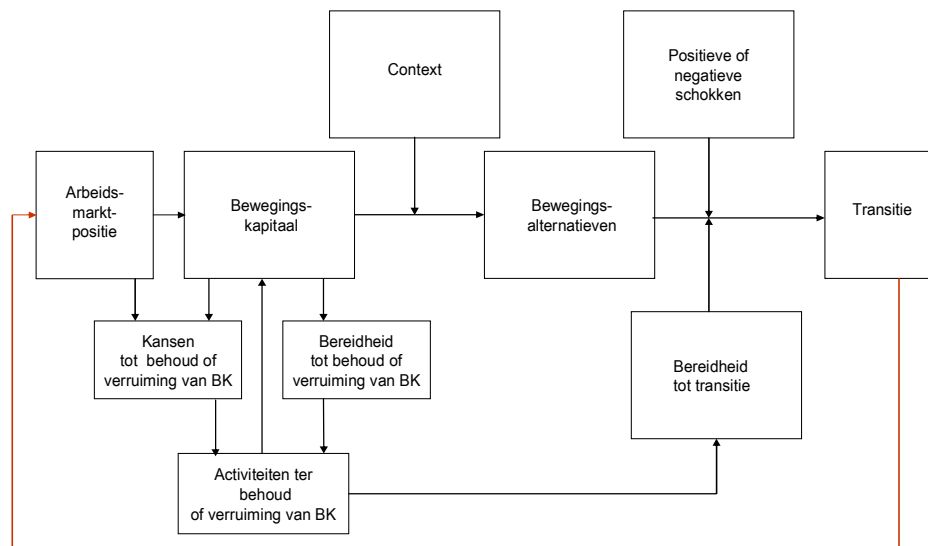 Context
Positieve of
negatieve
schokken
Arbeids-
markt-
positie
Bewegings-
kapitaal
Bewegings-
alternatieven
Transitie
Kansen
tot behoud of
verruiming van BK
Bereidheid
tot behoud of
verruiming van BK
Bereidheid
tot transitie
Activiteiten ter
behoud
of verruiming van BK